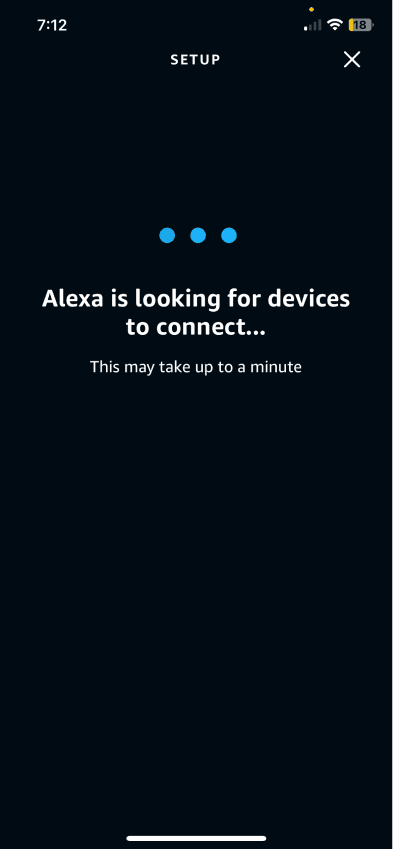 7:12
18
SETUP
Alexa is looking for devices
to connect...
This may take up to a minute